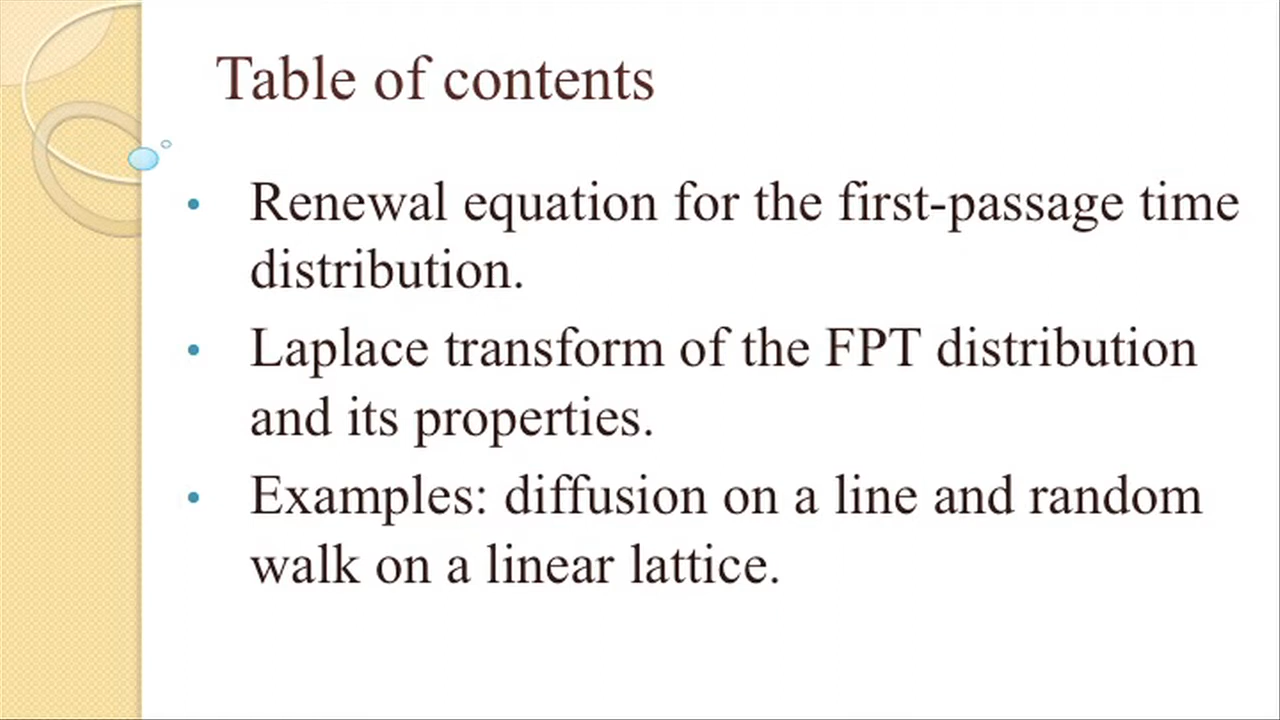 Table of contents
• Renewal equation for the first-passage time
distribution.
• Laplace transform of the FPT distribution
and its properties.
• Examples: diffusion on a line and random
walk on a linear lattice.